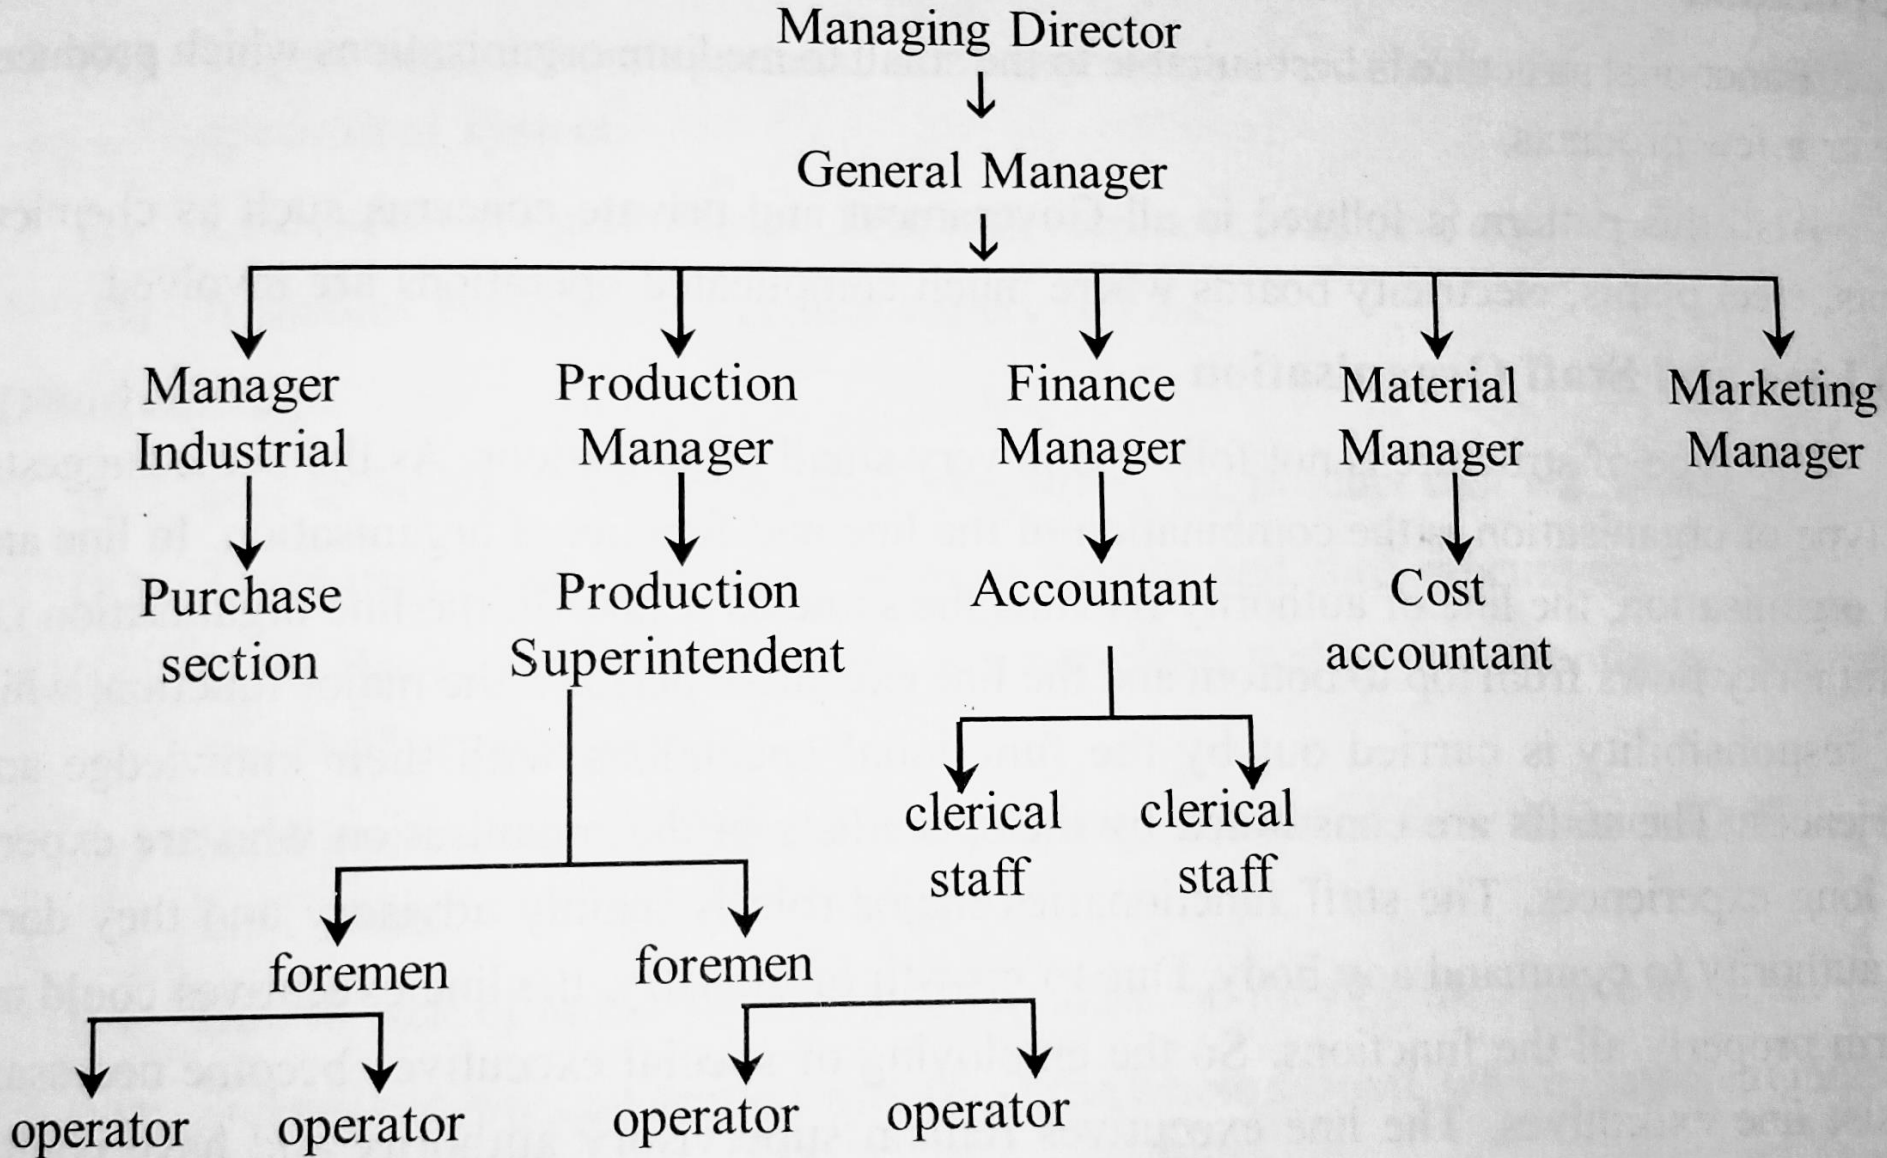 Managing Director
General Manager
Manager Industrial
Production Manager
Finance Manager
Material Manager
Marketing Manager
Purchase section
Production Superintendent
Accountant
Cost accountant
clerical staff
clerical staff
foremen
foremen
operator
operator
operator
operator